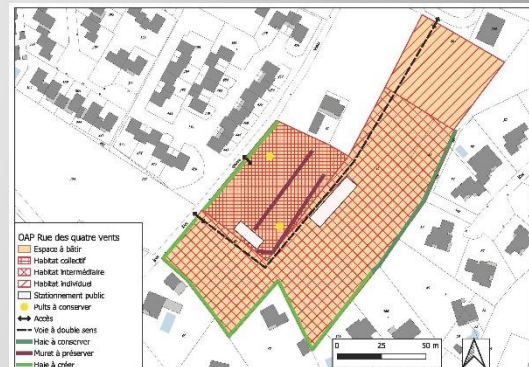 OAP Rue des quatre vents
Espace à bâtir
Habitat collectif
Habitat Intermédiaire
Habitat individuel
Stationnement public
Puits à conserver
Accès
Voie à double sens
Haie à conserver
Muret à préserver
Haie à créer
0 25 50 m